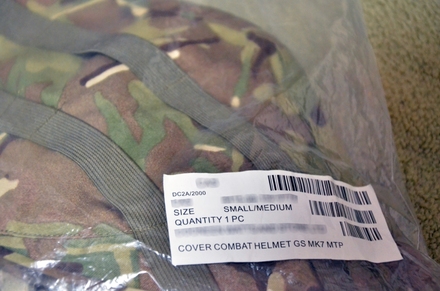 DC2A/2000
SIZE SMALL/MEDIUM
QUANTITY 1 PC
COVER COMBAT HELMET GS MK7 MTP